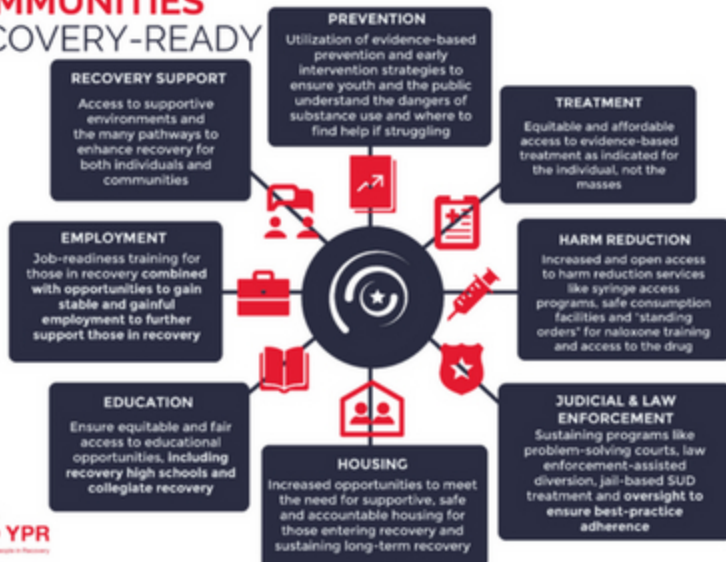 MMUNITIES
COVERY-READY
PREVENTION
Utilization of evidence-based
prevention and early
intervention strategies to
ensure youth and the public
understand the dangers of
substance use and where to
find help if struggling
RECOVERY SUPPORT
Access to supportive
environments and
the many pathways to
enhance recovery for
both individuals and
communities
TREATMENT
Equitable and affordable
access to evidence-based
treatment as indicated for
the individual, not the
masses
EMPLOYMENT
Job-readiness training for
those in recovery combined
with opportunities to gain
stable and gainful
employment to further
support those in recovery
HARM REDUCTION
Increased and open access
to harm reduction services
like syringe access
programs, safe consumption
facilities and "standing
orders" for naloxone training
and access to the drug
EDUCATION
Ensure equitable and fair
access to educational
opportunities, including
recovery high schools and
collegiate recovery
HOUSING
Increased opportunities to meet
the need for supportive, safe
and accountable housing for
those entering recovery and
sustaining long-term recovery
JUDICIAL & LAW
ENFORCEMENT
Sustaining programs like
problem-solving courts, law
enforcement-assisted
diversion, jail-based SUD
treatment and oversight to
ensure best-practice
adherence
YPR
People in Recovery